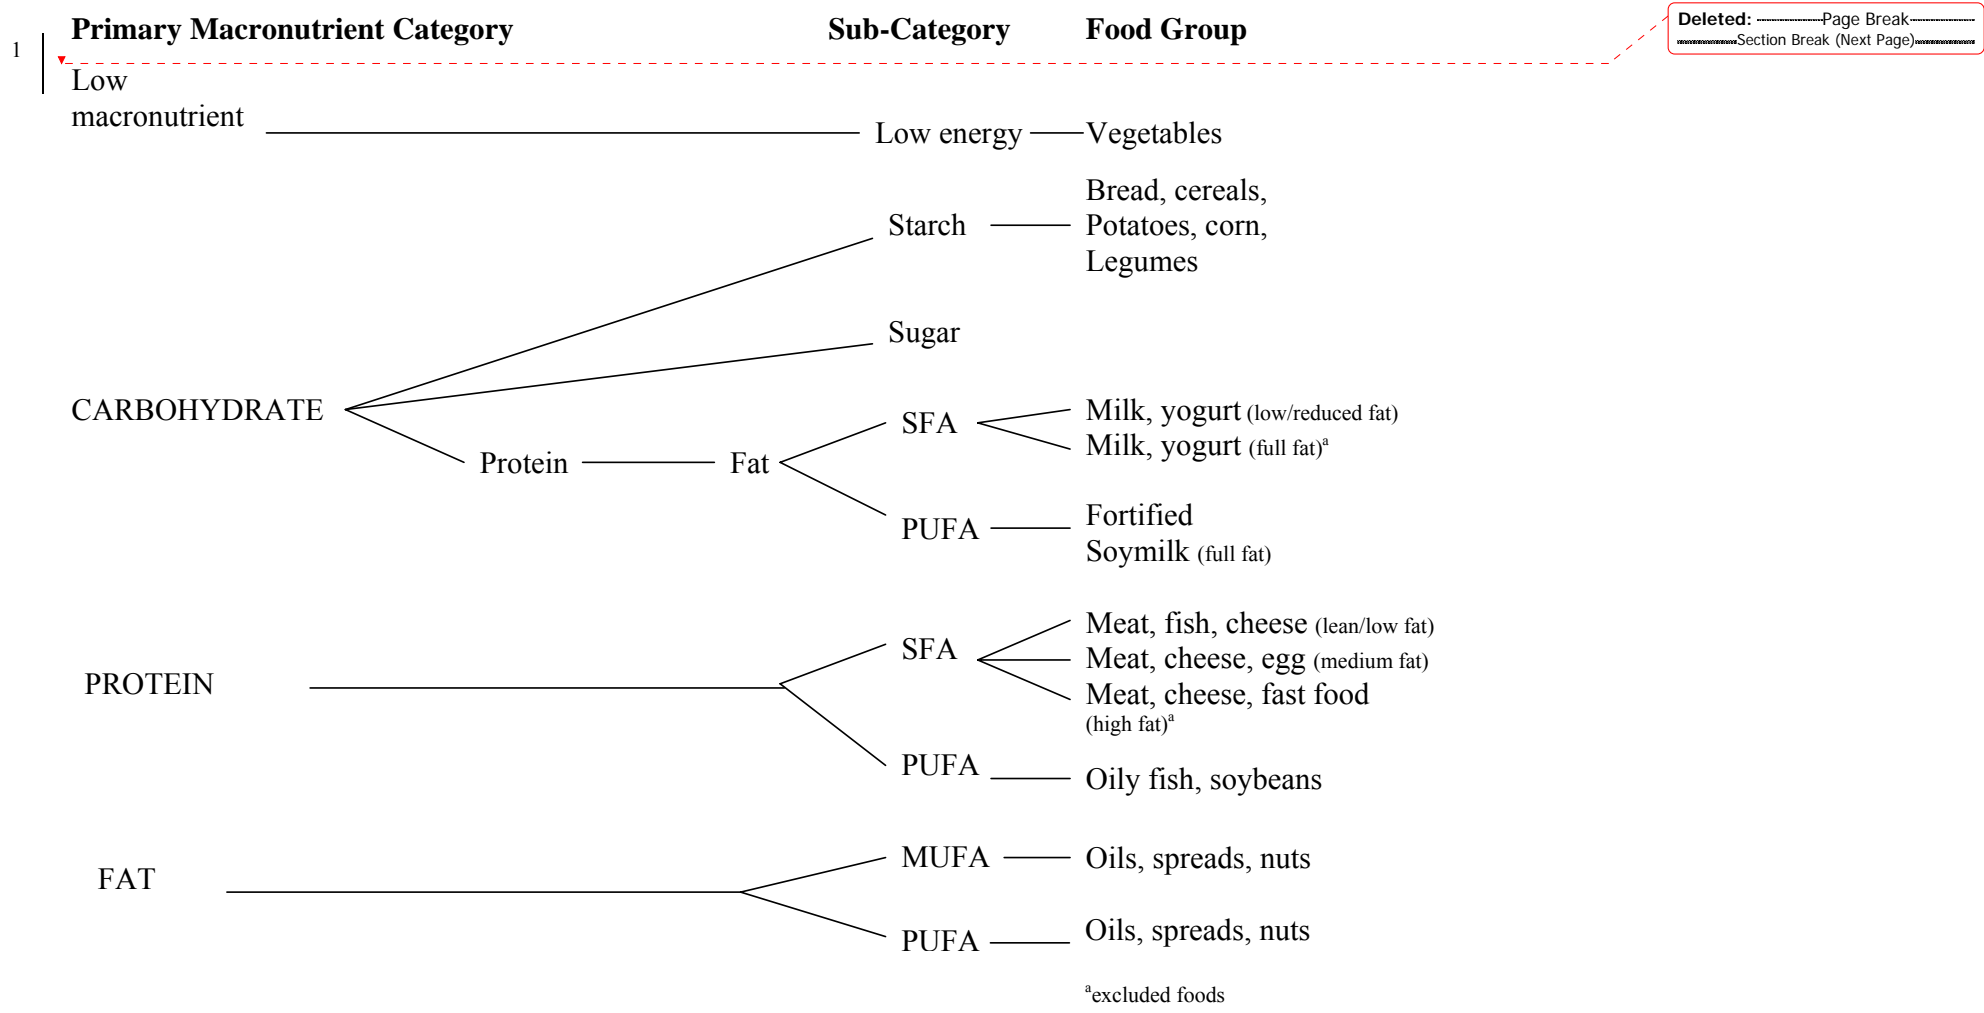 Primary Macronutrient Category Sub-Category Food Group
Deleted: Page Break
Section Break (Next Page)
1
Low
macronutrient
Low energy Vegetables
Bread, cereals,
Starch Potatoes, corn,
Legumes
Sugar
CARBOHYDRATE
SFA
Milk, yogurt (low/reduced fat)
Milk, yogurt (full fat)a
Protein Fat
PUFA
Fortified
Soymilk (full fat)
PROTEIN
SFA
Meat, fish, cheese (lean/low fat)
Meat, cheese, egg (medium fat)
Meat, cheese, fast food
(high fat)a
PUFA
Oily fish, soybeans
FAT
MUFA Oils, spreads, nuts
PUFA Oils, spreads, nuts
aexcluded foods